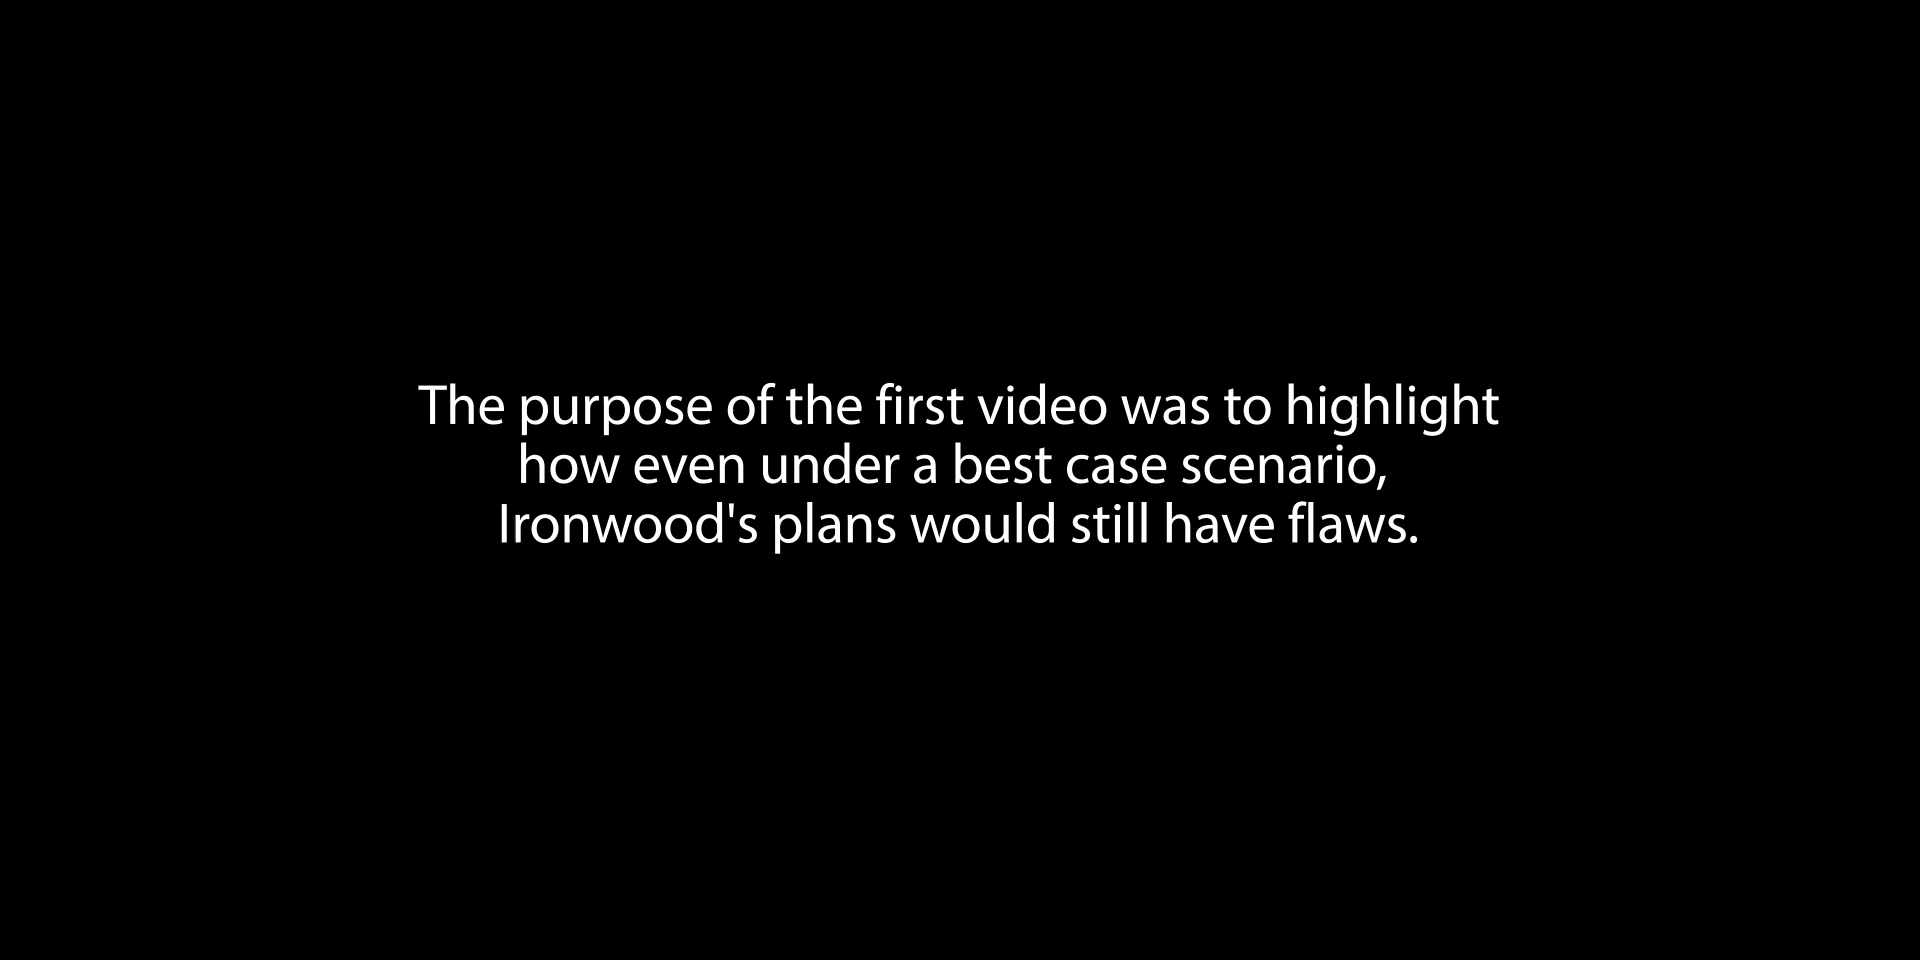 The purpose of the first video was to highlight
how even under a best case scenario,
Ironwood's plans would still have flaws.